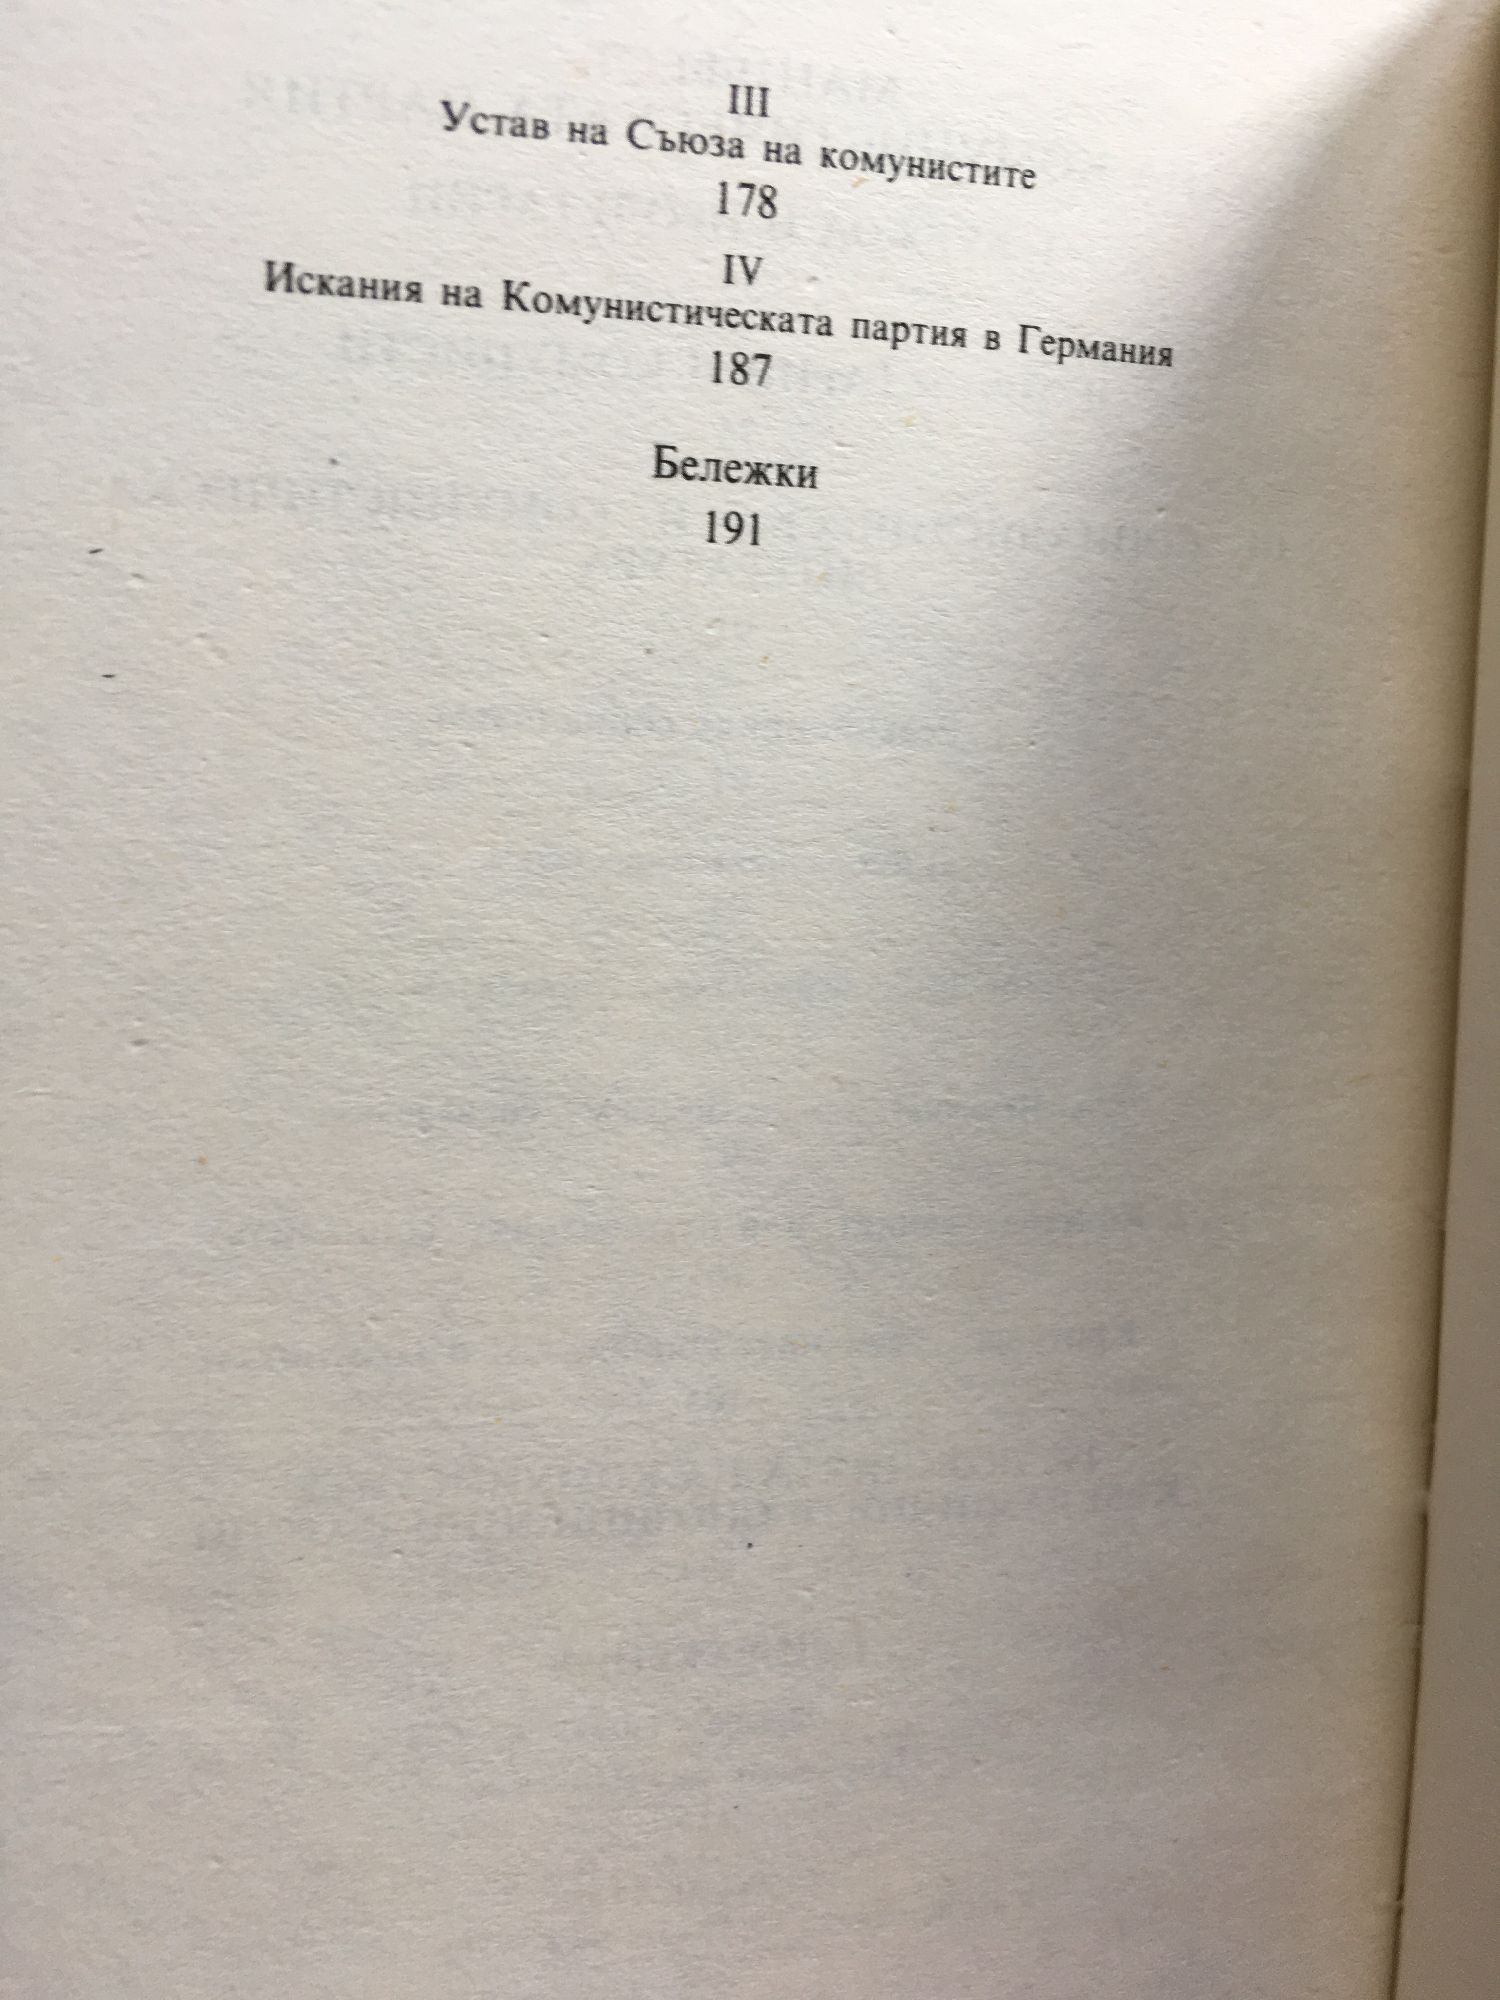 III
Устав на Съюза на комунистите
178
IV
Искания на Комунистическата партия в Германия
187
Бележки
191